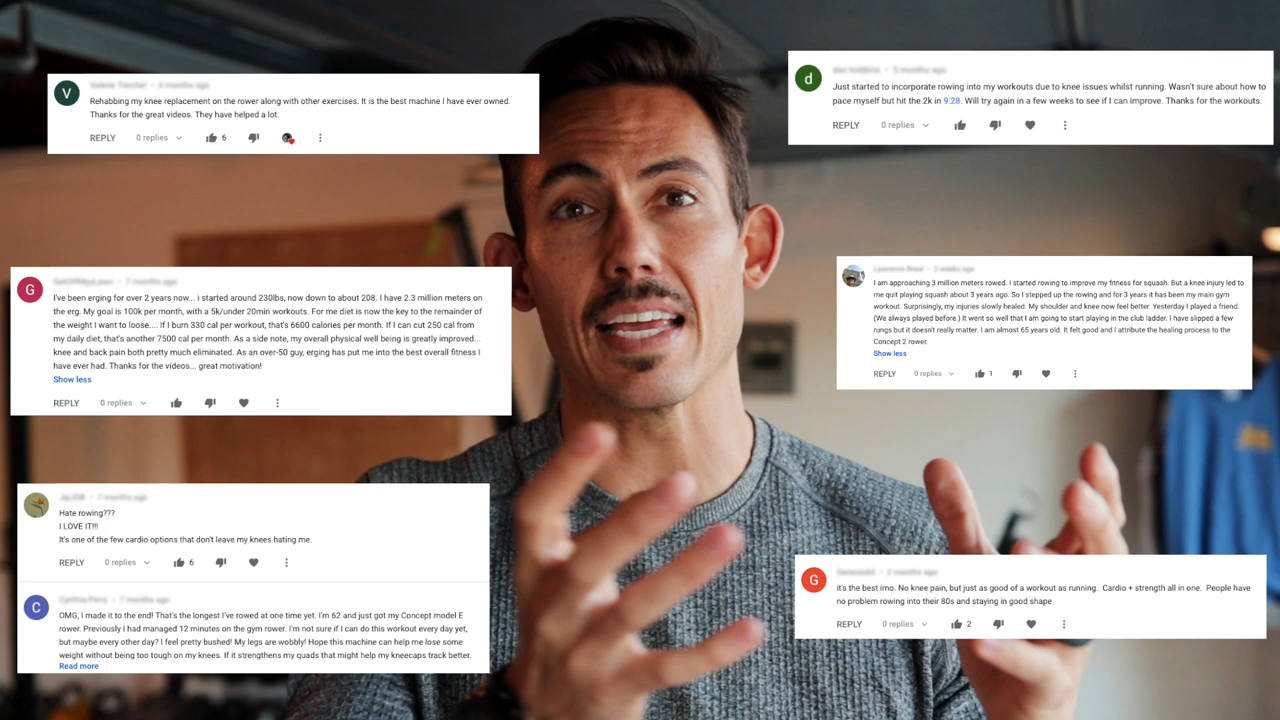 V
Rehabbing my knee replacement on the rower along with other exercises. It is the best machine I have ever owned.
Thanks for the great videos. They have helped a lot.
REPLY 0 replies 6
d
Just started to incorporate rowing into my workouts due to knee issues whilst running. Wasn't sure about how to
pace myself but hit the 2k in 9:28. Will try again in a few weeks to see if I can improve. Thanks for the workouts.
REPLY 0 replies
G
7 months ago
I've been erging for over 2 years now... i started around 230lbs, now down to about 208. I have 2.3 million meters on
the erg. My goal is 100k per month, with a 5k/under 20min workouts. For me diet is now the key to the remainder of
the weight I want to loose.... If I burn 330 cal per workout, that's 6600 calories per month. If I can cut 250 cal from
my daily diet, that's another 7500 cal per month. As a side note, my overall physical well being is greatly improved...
knee and back pain both pretty much eliminated. As an over-50 guy, erging has put me into the best overall fitness I
have ever had. Thanks for the videos... great motivation!
Show less
REPLY 0 replies
I am approaching 3 million meters rowed. I started rowing to improve my fitness for squash. But a knee injury led to
me quit playing squash about 3 years ago. So I stepped up the rowing and for 3 years it has been my main gym
workout. Surprisingly, my injuries slowly healed. My shoulder and knee now feel better. Yesterday I played a friend.
(We always played before.) It went so well that I am going to start playing in the club ladder. I have slipped a few
rungs but it doesn't really matter. I am almost 65 years old. It felt good and I attribute the healing process to the
Concept 2 rower.
Show less
REPLY 0 replies 1
7 months ago
Hate rowing???
I LOVE IT!!!
It's one of the few cardio options that don't leave my knees hating me.
REPLY 0 replies 6
C
7 months ago
OMG, I made it to the end! That's the longest I've rowed at one time yet. I'm 62 and just got my Concept model E
rower. Previously I had managed 12 minutes on the gym rower. I'm not sure if I can do this workout every day yet,
but maybe every other day? I feel pretty bushed! My legs are wobbly! Hope this machine can help me lose some
weight without being too tough on my knees. If it strengthens my quads that might help my kneecaps track better.
Read more
G
it's the best imo. No knee pain, but just as good of a workout as running. Cardio + strength all in one. People have
no problem rowing into their 80s and staying in good shape
REPLY 0 replies 2